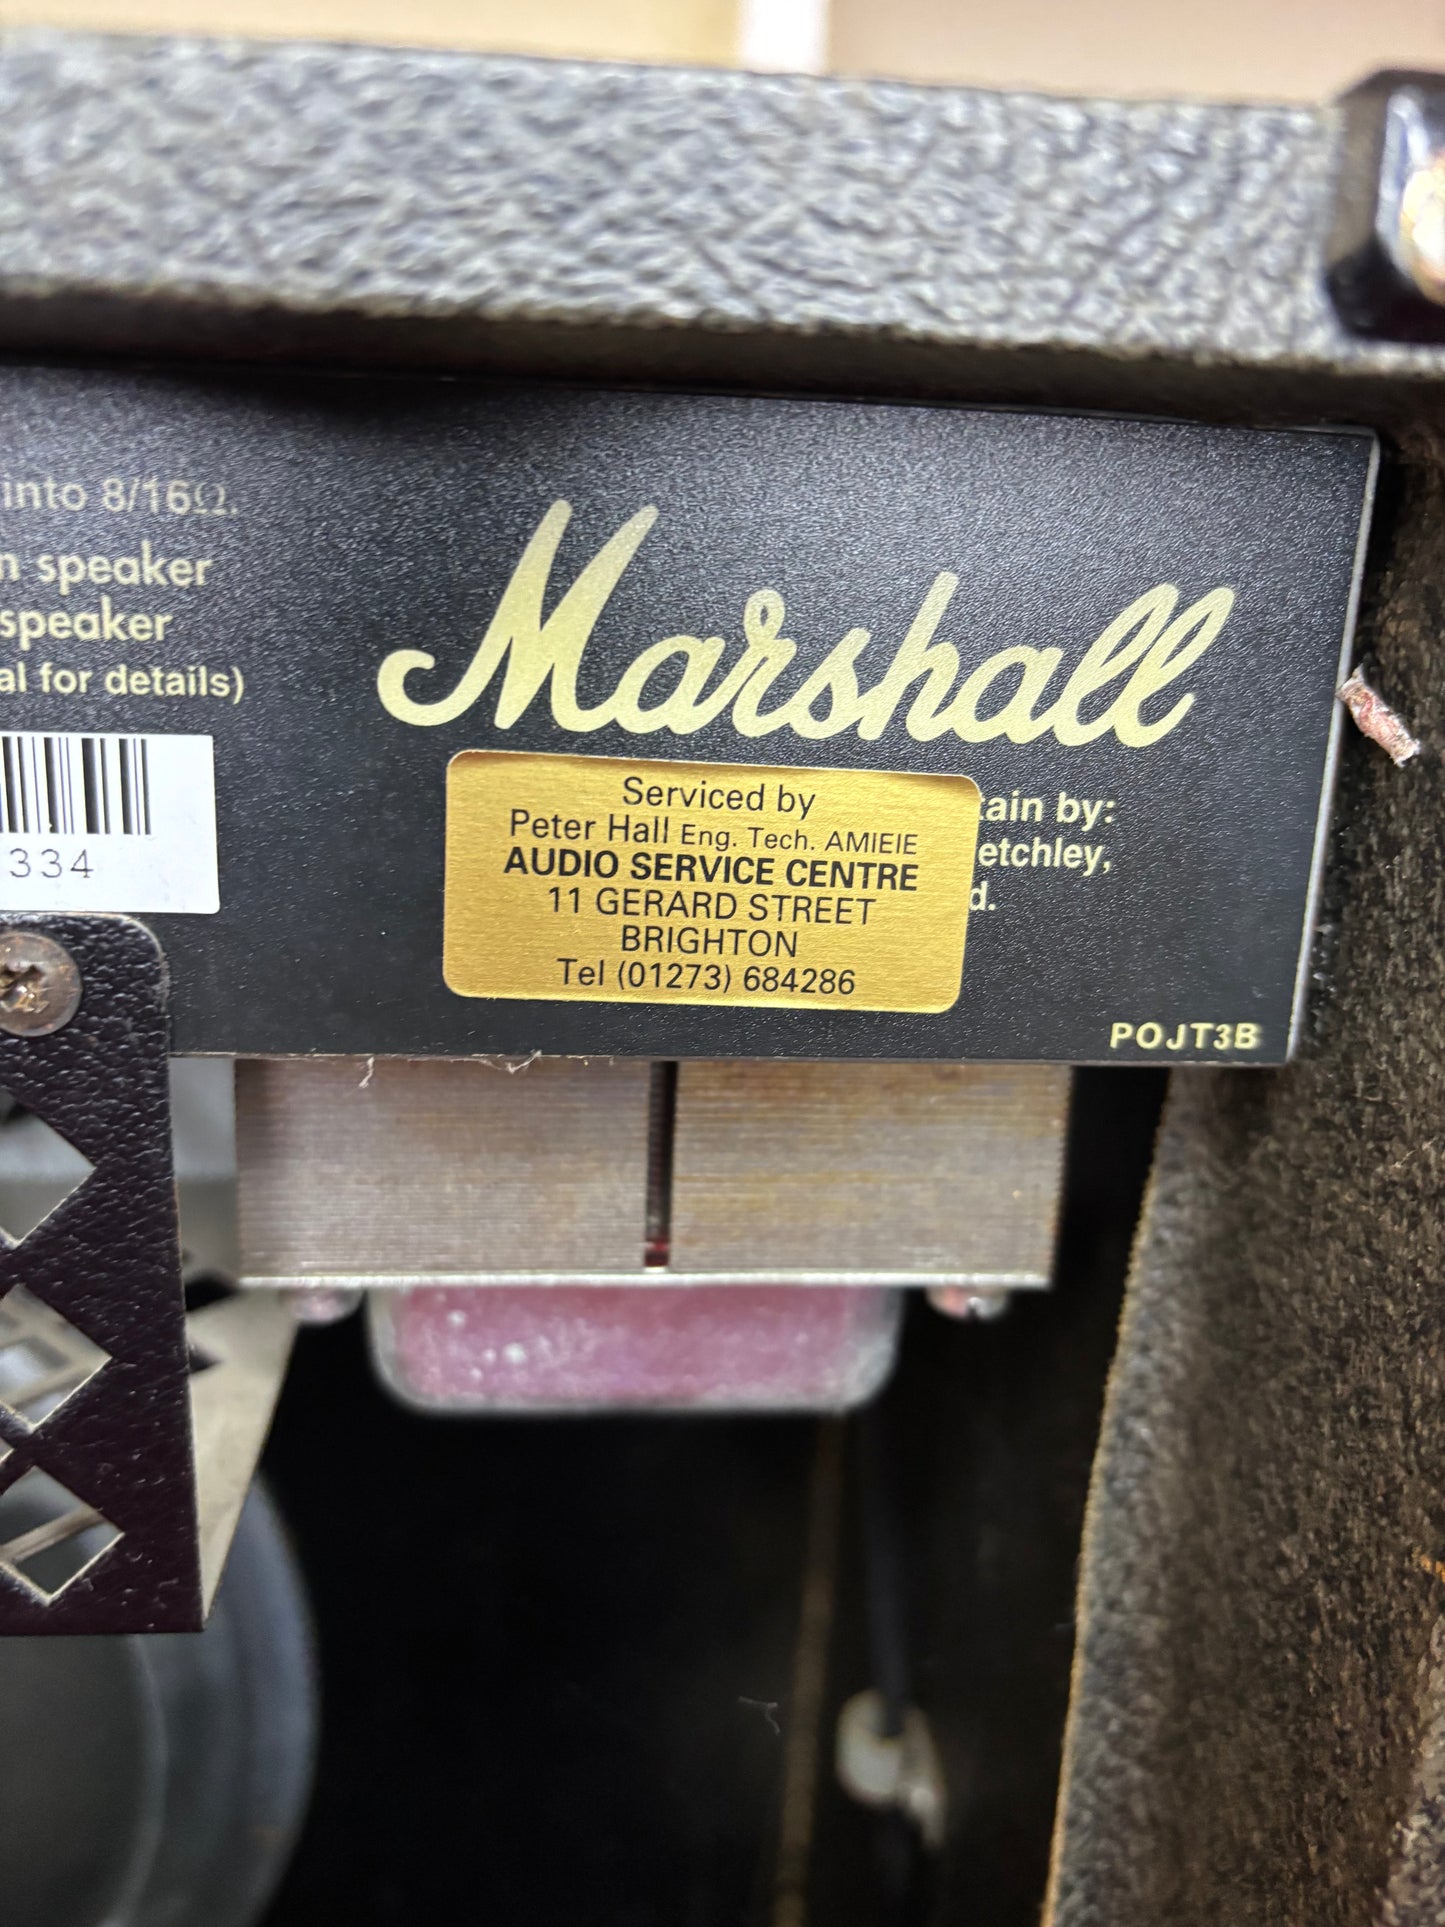 into 8/16Ω.
n speaker
speaker
al for details)
334
Marshall
Serviced by
Peter Hall Eng. Tech. AMIEIE
AUDIO SERVICE CENTRE
11 GERARD STREET
BRIGHTON
Tel (01273) 684286
tain by:
etchley,
d.
POJT3B